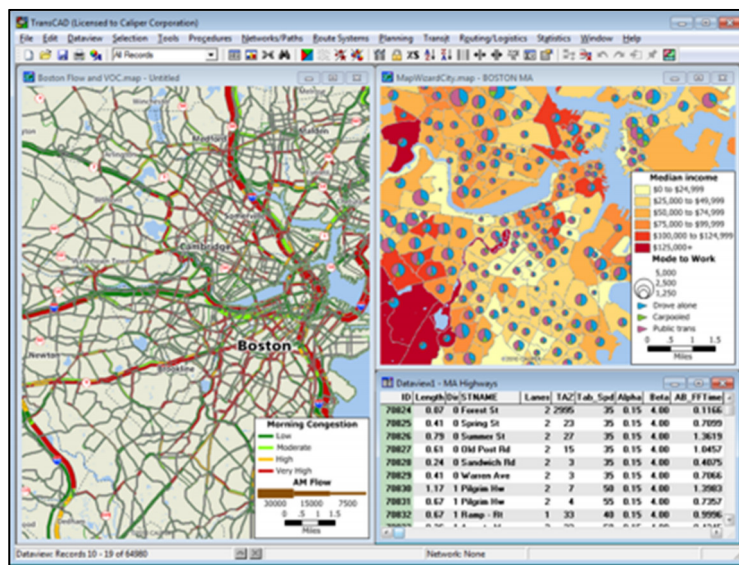 TransCAD (Licensed to Caliper Corporation)
File Edit Dataview Selection Tools Procedures Networks/Paths Route Systems Planning Transit Routing/Logistics Statistics Window Help
All Records
Boston Flow and VOC.map - Untitled
Winchester
Medford
Malden
Somerville
Cambridge
Watertown Town
Newton
Brookline
Boston
Dedham
Morning Congestion
Low
Moderate
High
Very High
AM Flow
30000 15000 7500
0 .5 1 1.5
Miles
MapWizardCity.map - BOSTON MA
Median income
$0 to $24,999
$25,000 to $49,999
$50,000 to $74,999
$75,000 to $99,999
$100,000 to $124,999
$125,000+
Mode to Work
5,000
2,500
1,250
Drove alone
Carpooled
Public trans
0 .5 1 1.5
Miles
Dataview1 - MA Highways
ID Length Dir STNAME Lanes TAZ Tab_Spd Alpha Beta AB_FFTime
70824 0.07 0 Forest St 2 2995 35 0.15 4.00 0.1166
70825 0.41 0 Spring St 2 23 35 0.15 4.00 0.7099
70826 0.79 0 Summer St 2 27 35 0.15 4.00 1.3619
70827 0.61 0 Old Post Rd 2 15 35 0.15 4.00 1.0457
70828 0.24 0 Sandwich Rd 2 3 35 0.15 4.00 0.4075
70829 0.41 0 Warren Ave 2 3 35 0.15 4.00 0.7066
70830 1.17 1 Pilgrim Hw 2 7 50 0.15 4.00 1.3983
70831 0.67 1 Pilgrim Hw 2 4 55 0.15 4.00 0.7357
70832 0.67 1 Ramp - Rt 1 33 40 0.15 4.00 0.9996
Dataview: Records 10 - 19 of 64980
Network: None